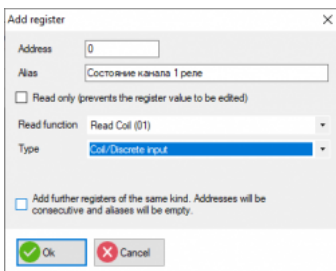 Add register
Address 0
Alias Состояние канала 1 реле
Read only (prevents the register value to be edited)
Read function Read Coil (01)
Type Coil/Discrete input
Add further registers of the same kind. Addresses will be
consecutive and aliases will be empty.
Ok Cancel